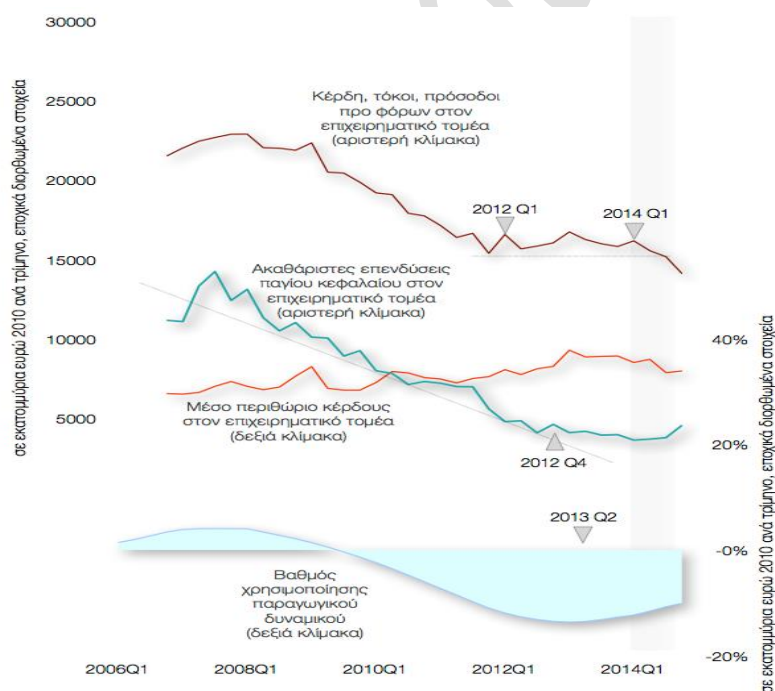 30000
25000
20000
15000
10000
5000
σε εκατομμύρια ευρώ 2010 ανά τρίμηνο, εποχικά διορθωμένα στοιχεία
Κέρδη, τόκοι, πρόσοδοι
προ φόρων στον
επιχειρηματικό τομέα
(αριστερή κλίμακα)
2012 Q1
2014 Q1
Ακαθάριστες επενδύσεις
παγίου κεφαλαίου στον
επιχειρηματικό τομέα
(αριστερή κλίμακα)
Μέσο περιθώριο κέρδους
στον επιχειρηματικό τομέα
(δεξιά κλίμακα)
2012 Q4
2013 Q2
Βαθμός
χρησιμοποίησης
παραγωγικού
δυναμικού
(δεξιά κλίμακα)
40%
20%
-0%
-20%
σε εκατομμύρια ευρώ 2010 ανά τρίμηνο, εποχικά διορθωμένα στοιχεία
2006Q1
2008Q1
2010Q1
2012Q1
2014Q1